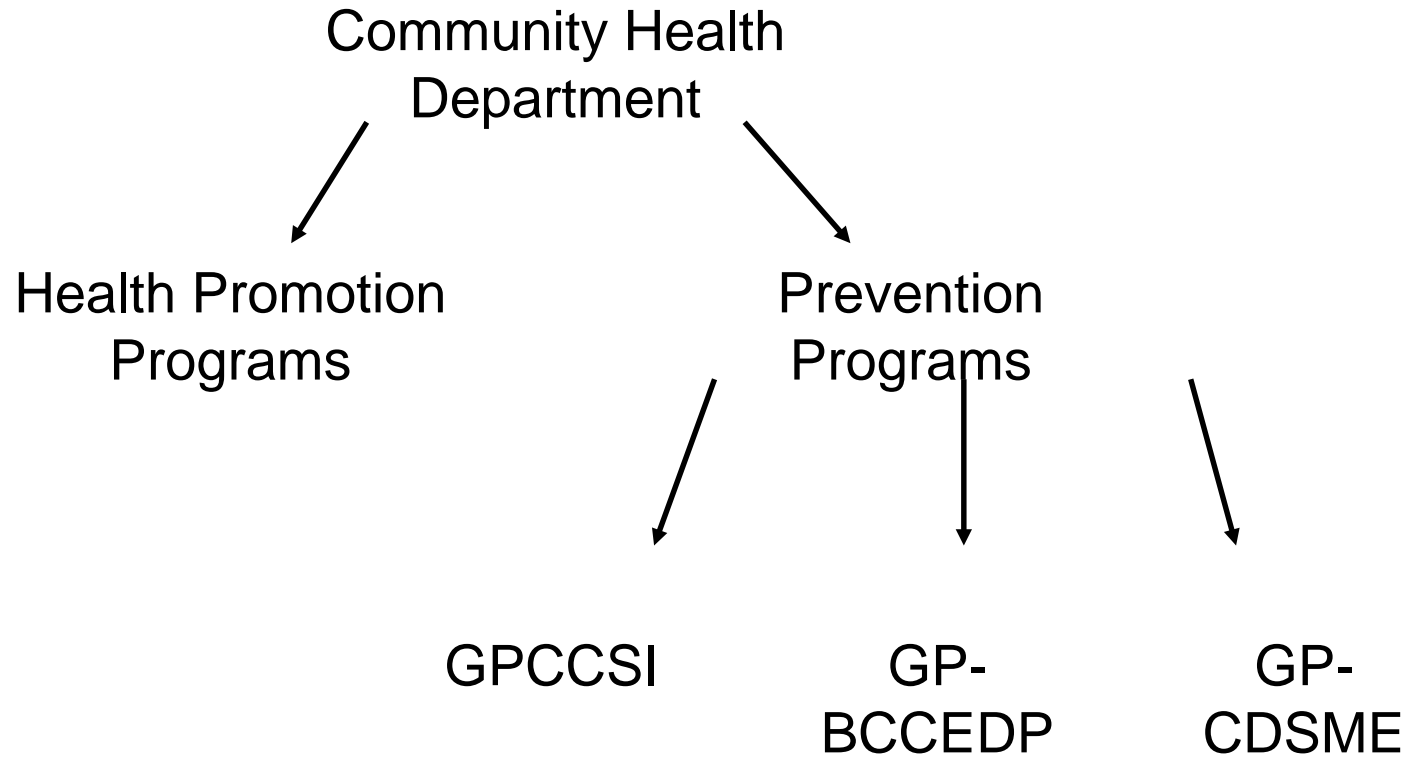 Community Health
Department
Health Promotion
Programs
Prevention
Programs
GPCCSI
GP-
BCCEDP
GP-
CDSME